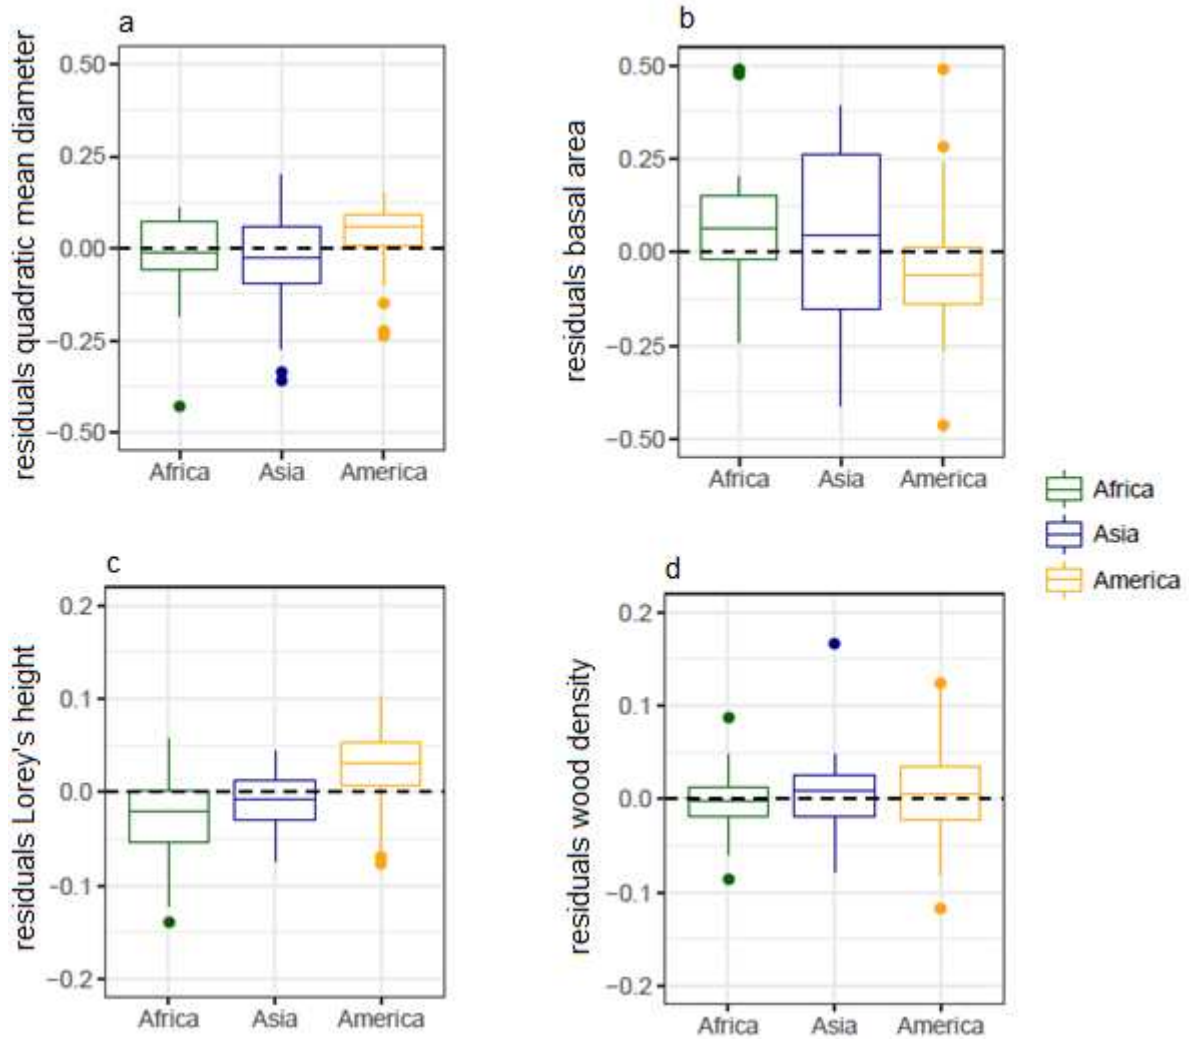 a
residuals quadratic mean diameter
0.50
0.25
0.00
−0.25
−0.50
Africa Asia America
b
residuals basal area
0.50
0.25
0.00
−0.25
−0.50
Africa Asia America
Africa
Asia
America
c
residuals Lorey's height
0.2
0.1
0.0
−0.1
−0.2
Africa Asia America
d
residuals wood density
0.2
0.1
0.0
−0.1
−0.2
Africa Asia America